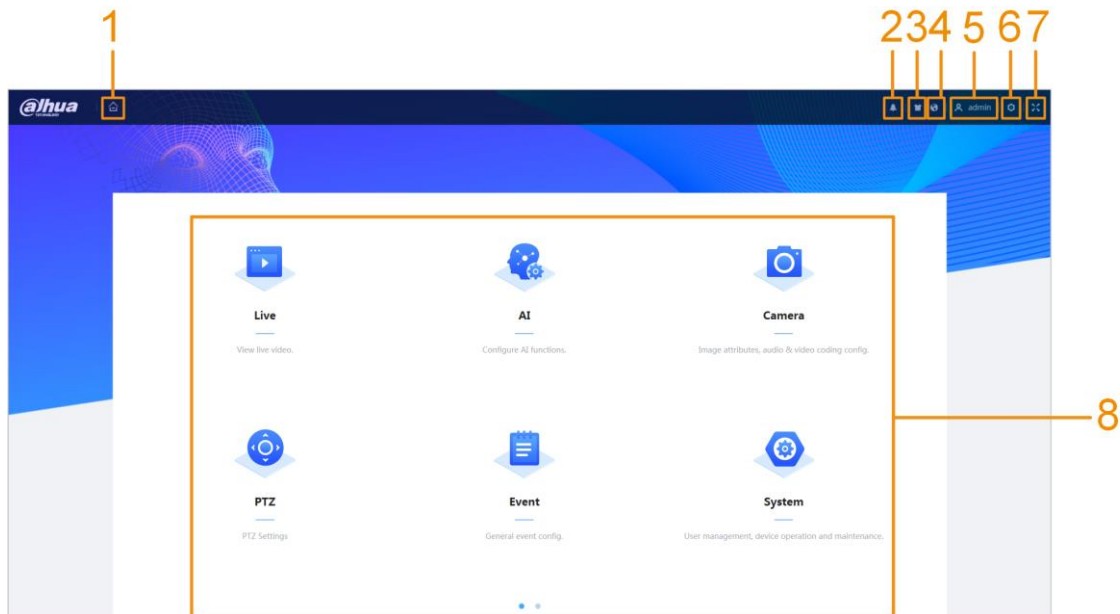 1
2 3 4 5 6 7
alhua
TECHNOLOGY
admin
Live
AI
Camera
View live video.
Configure AI functions.
Image attributes, audio & video coding config.
8
PTZ
Event
System
PTZ Settings
General event config.
User management, device operation and maintenance.